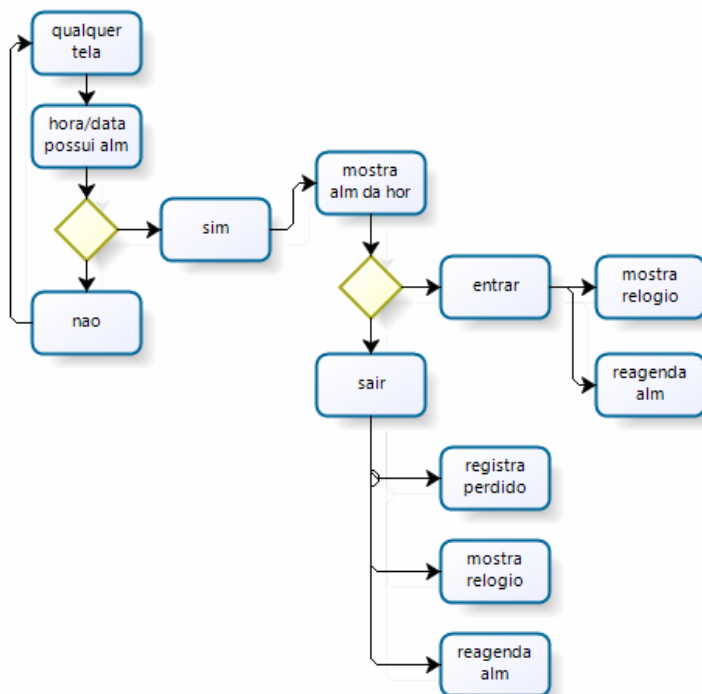 qualquer
tela
hora/data
possui alm
sim
nao
mostra
alm da hor
entrar
mostra
relogio
reagenda
alm
sair
registra
perdido
mostra
relogio
reagenda
alm